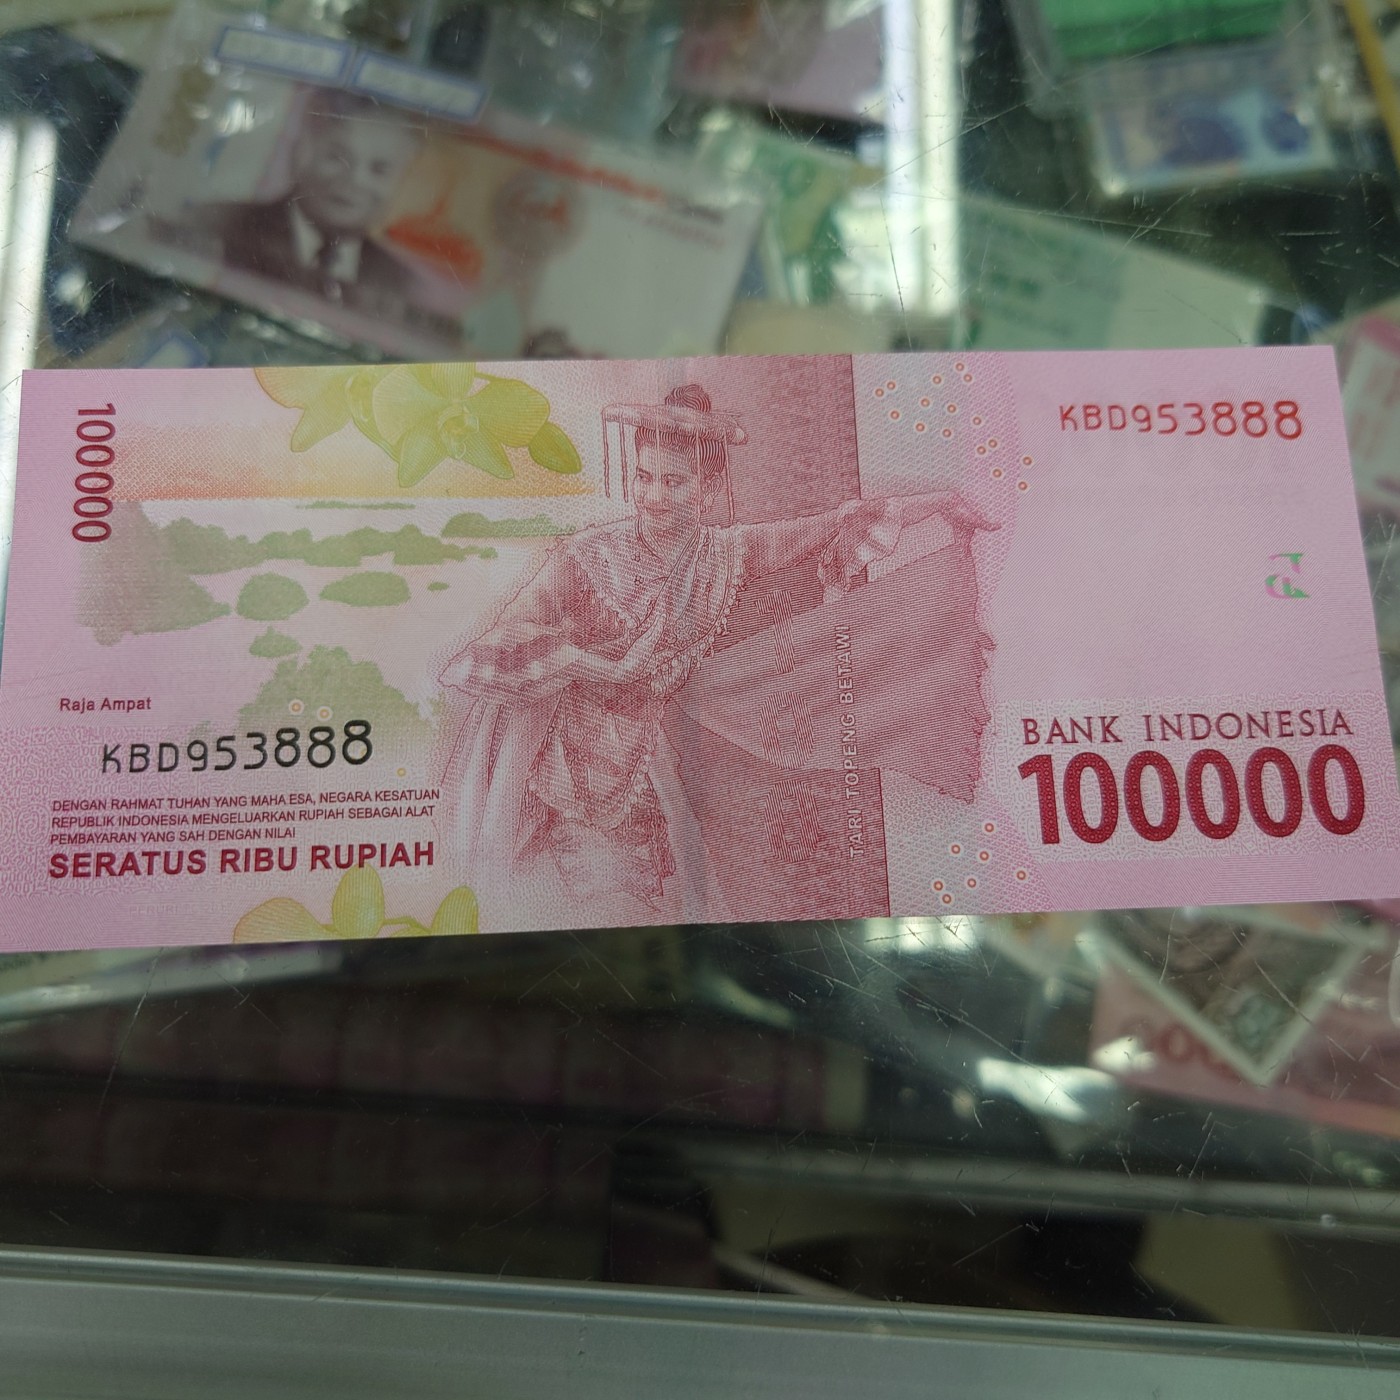 100000
KBD953888
Raja Ampat
KBD953888
DENGAN RAHMAT TUHAN YANG MAHA ESA, NEGARA KESATUAN
REPUBLIK INDONESIA MENGELUARKAN RUPIAH SEBAGAI ALAT
PEMBAYARAN YANG SAH DENGAN NILAI
SERATUS RIBU RUPIAH
TARI TOPENG BETAWI
BANK INDONESIA
100000